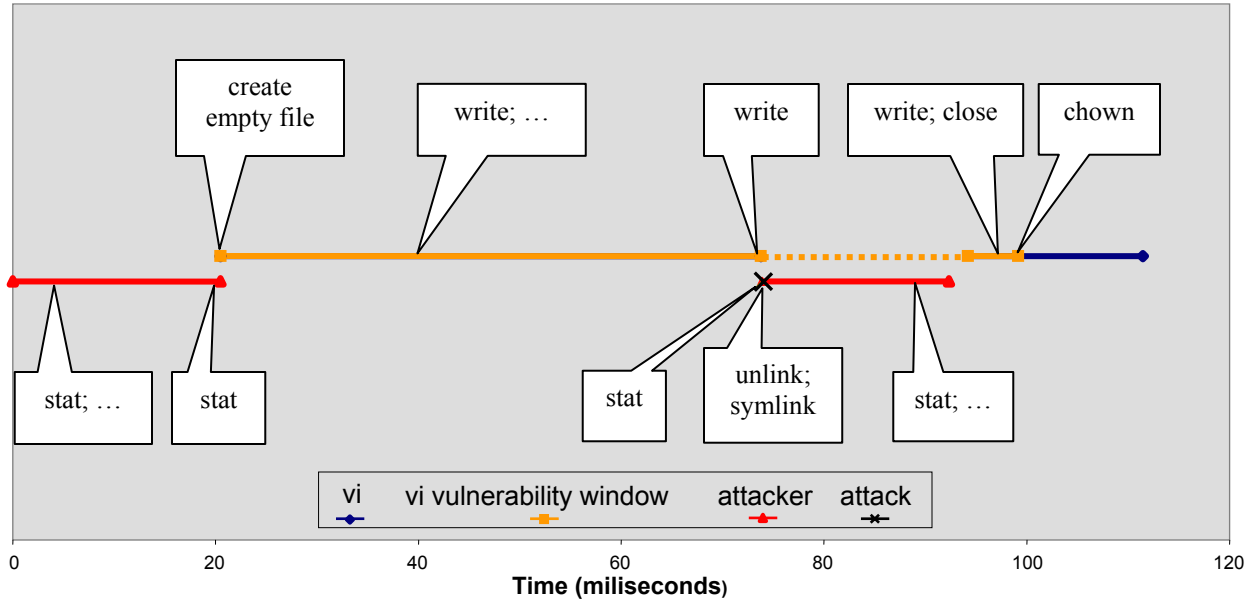 create
empty file
write; …
write
write; close
chown
stat; …
stat
stat
unlink;
symlink
stat; …
vi vi vulnerability window attacker attack
0 20 40 60 80 100 120
Time (miliseconds)